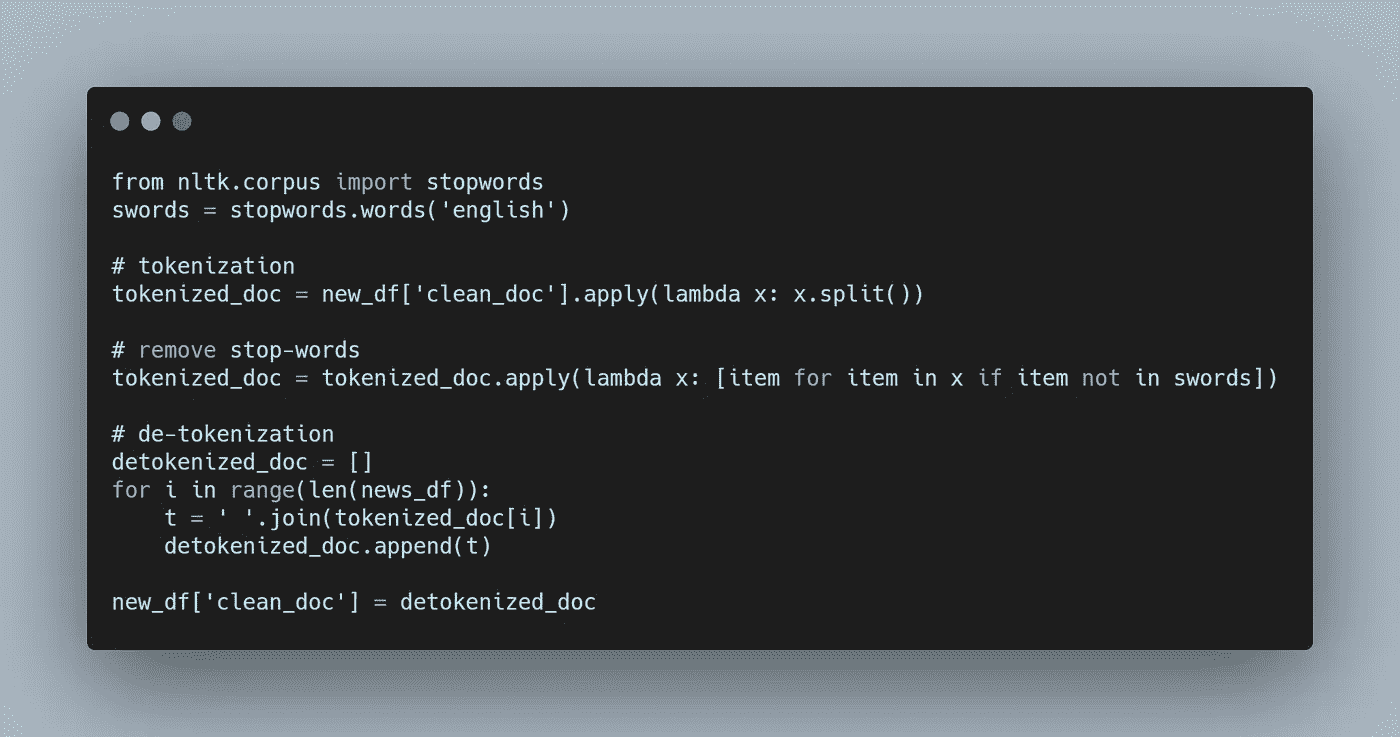 from nltk.corpus import stopwords
swords = stopwords.words('english')

# tokenization
tokenized_doc = new_df['clean_doc'].apply(lambda x: x.split())

# remove stop-words
tokenized_doc = tokenized_doc.apply(lambda x: [item for item in x if item not in swords])

# de-tokenization
detokenized_doc = []
for i in range(len(news_df)):
    t = ' '.join(tokenized_doc[i])
    detokenized_doc.append(t)

new_df['clean_doc'] = detokenized_doc